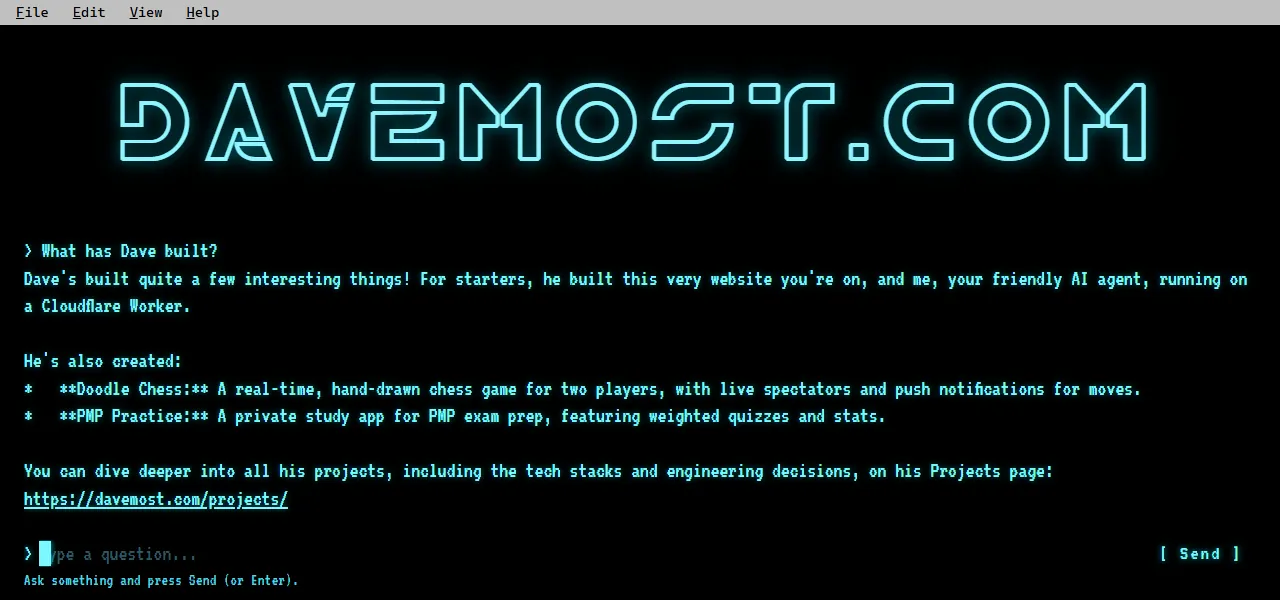 File Edit View Help
DAVEMOST.COM
> What has Dave built?
Dave's built quite a few interesting things! For starters, he built this very website you're on, and me, your friendly AI agent, running on
a Cloudflare Worker.
He's also created:
*   **Doodle Chess:** A real-time, hand-drawn chess game for two players, with live spectators and push notifications for moves.
*   **PMP Practice:** A private study app for PMP exam prep, featuring weighted quizzes and stats.
You can dive deeper into all his projects, including the tech stacks and engineering decisions, on his Projects page:
https://davemost.com/projects/
> ype a question... [ Send ]
Ask something and press Send (or Enter).